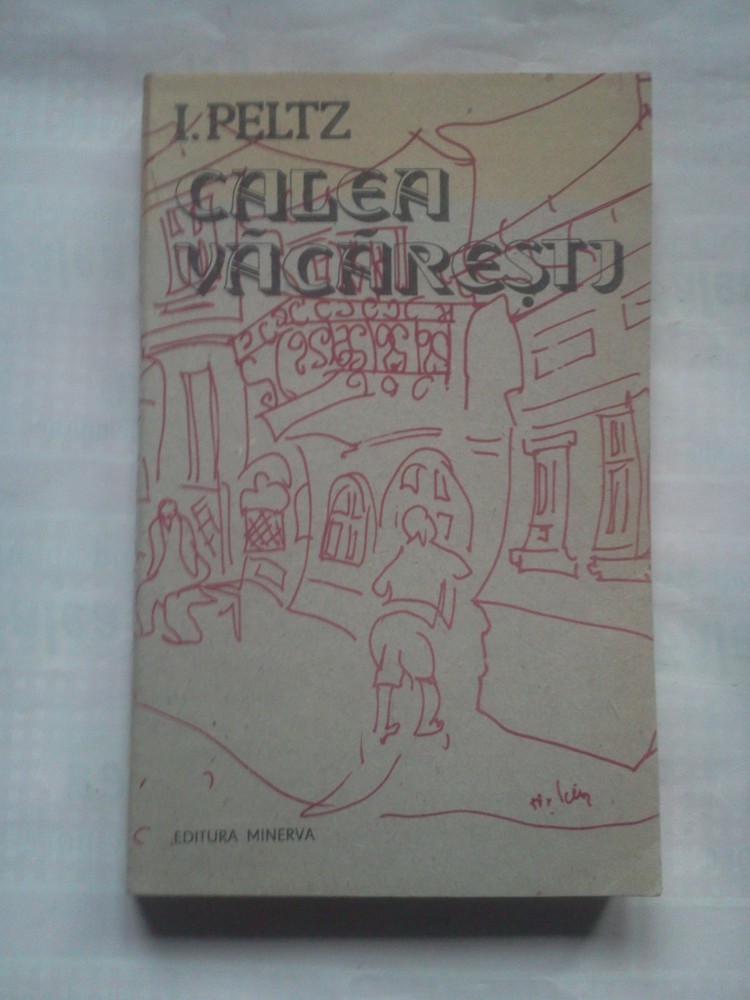 I. PELTZ
CALEA
VĂCĂREȘTI
EDITURA MINERVA